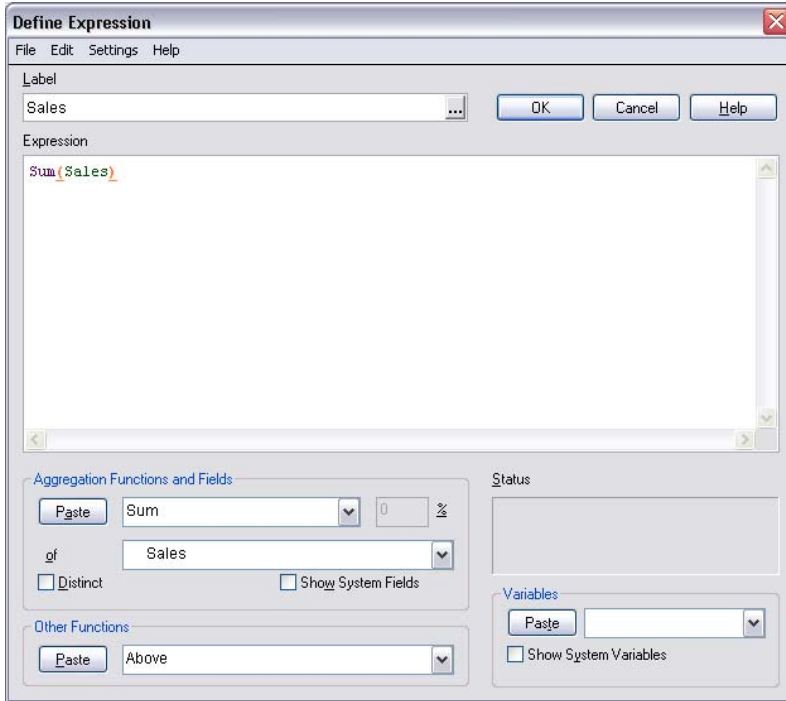 Define Expression
File Edit Settings Help
Label
Sales ...
OK Cancel Help
Expression
Sum(Sales)
Aggregation Functions and Fields
Paste Sum 0 %
of Sales
Distinct Show System Fields
Other Functions
Paste Above
Status
Variables
Paste
Show System Variables